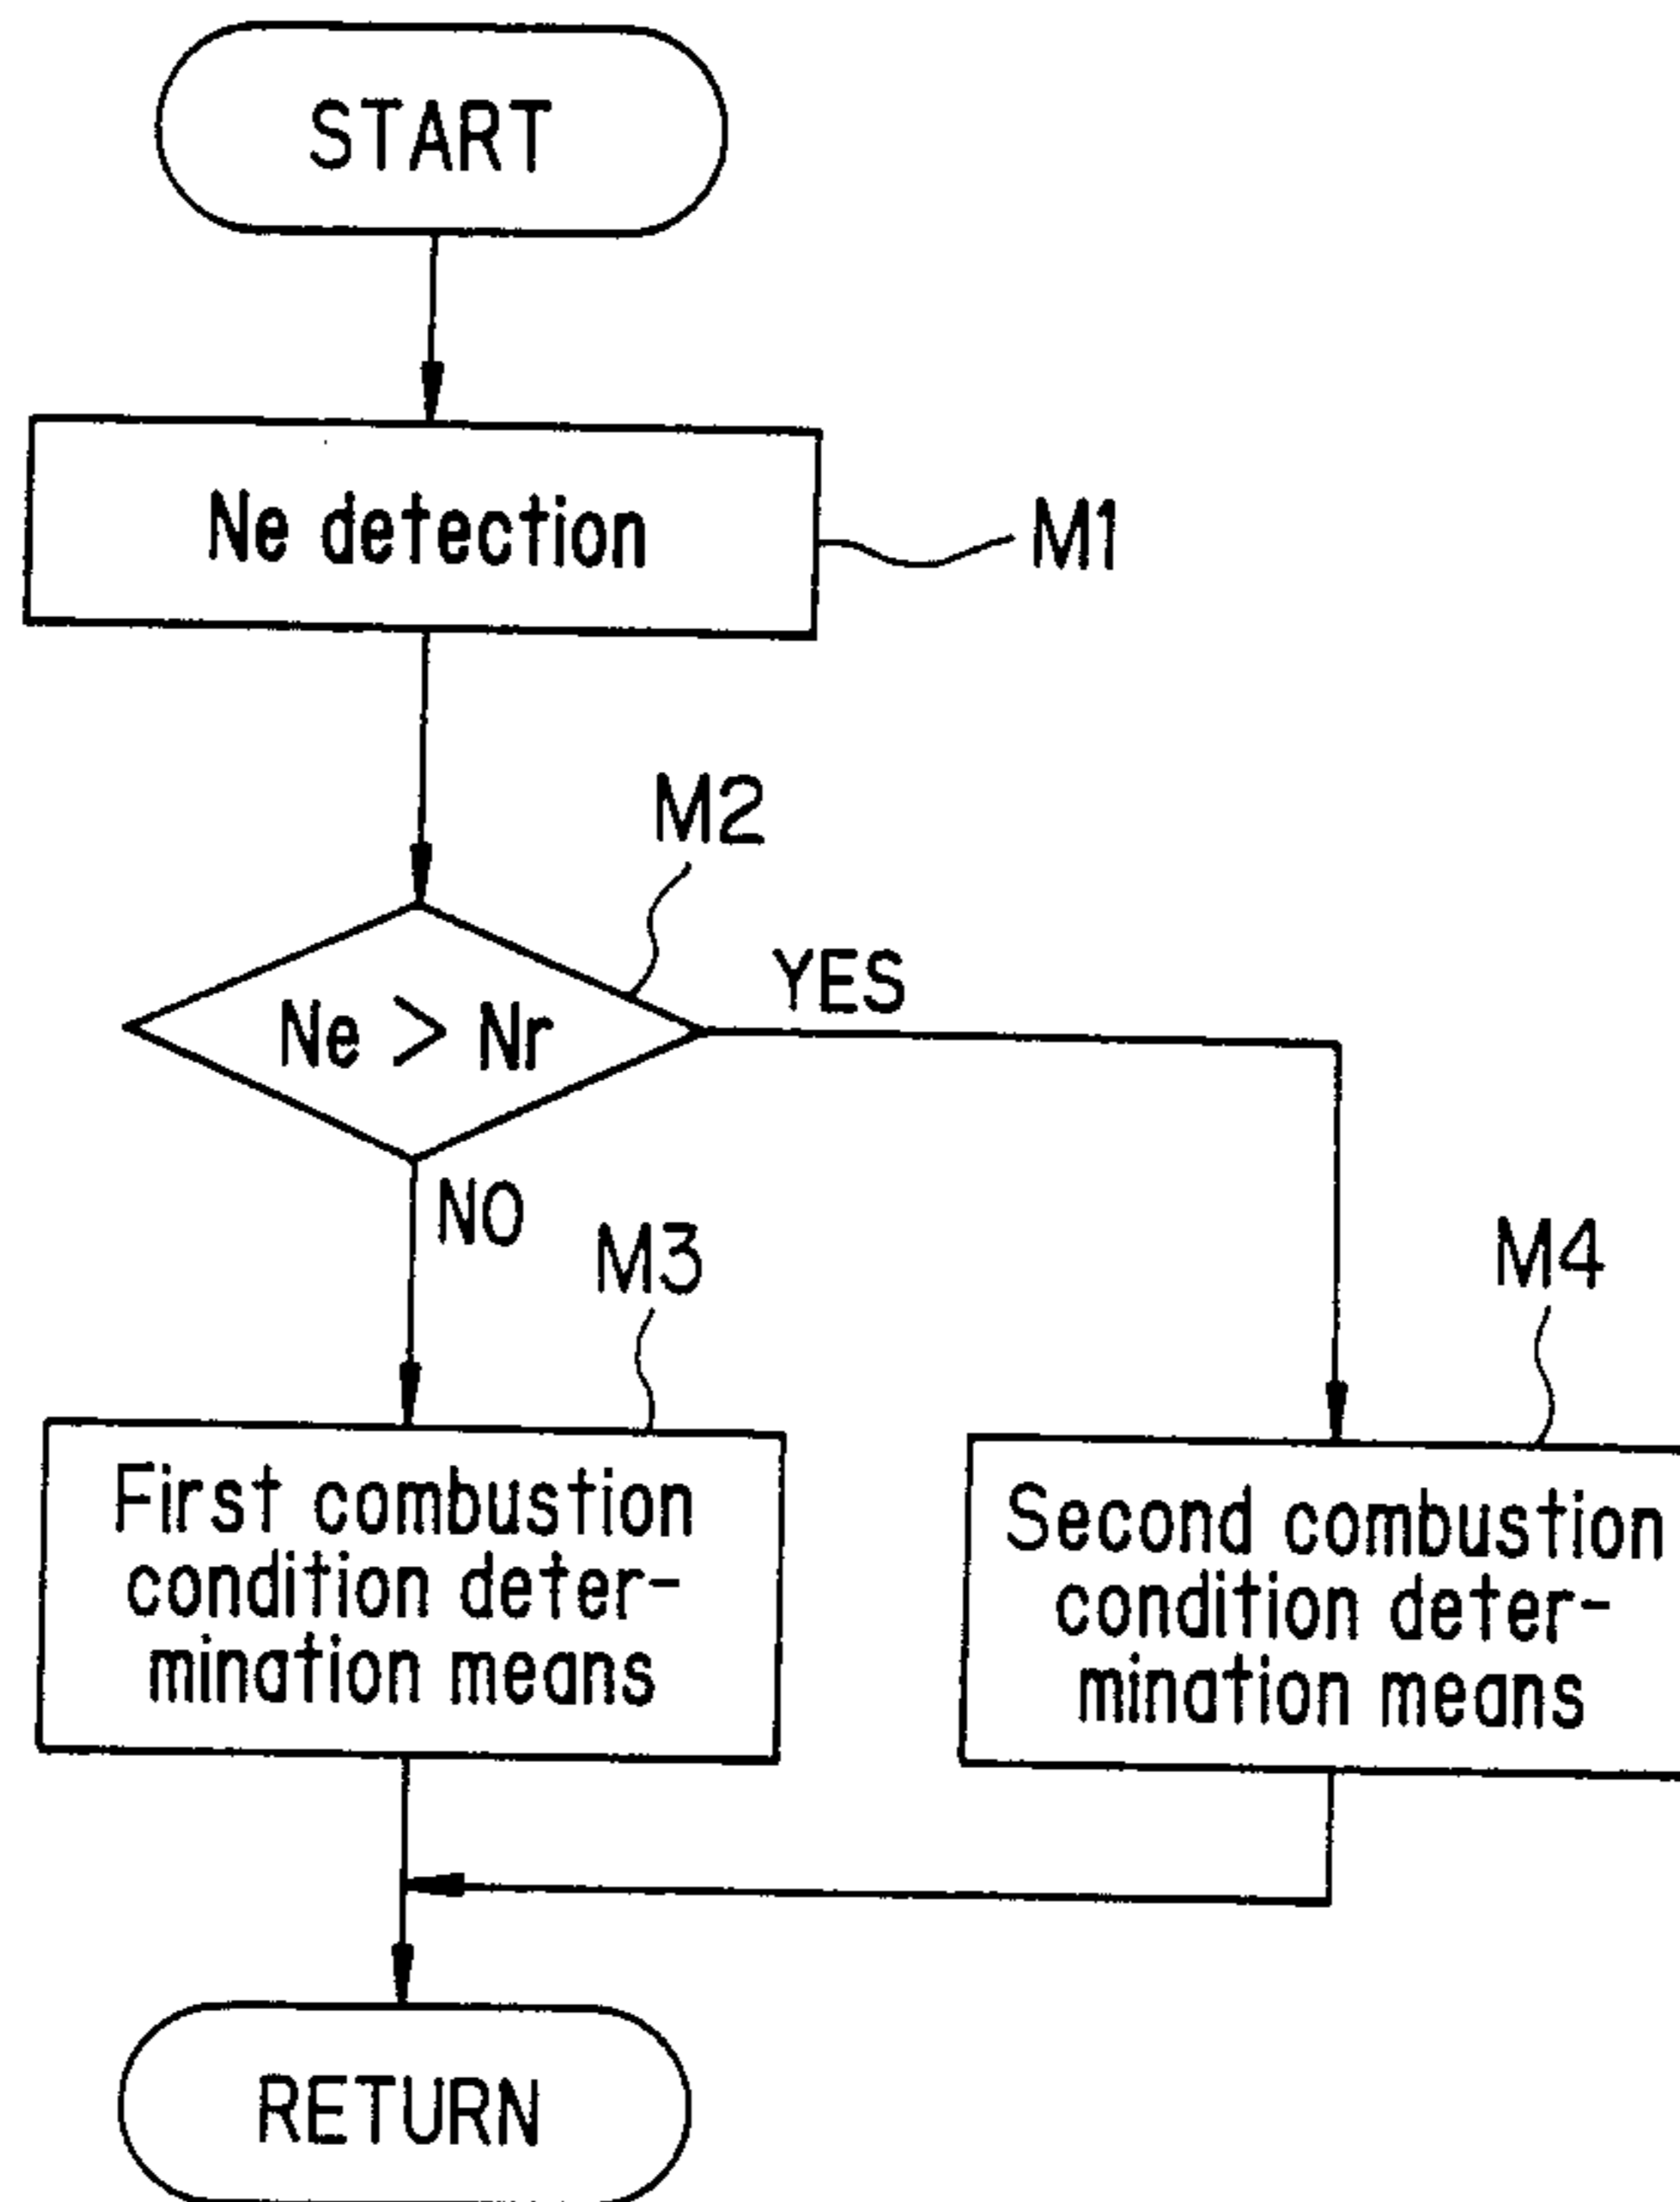 START
Ne detection
M1
M2
Ne > Nr
YES
NO
M3
M4
First combustion
condition deter-
mination means
Second combustion
condition deter-
mination means
RETURN